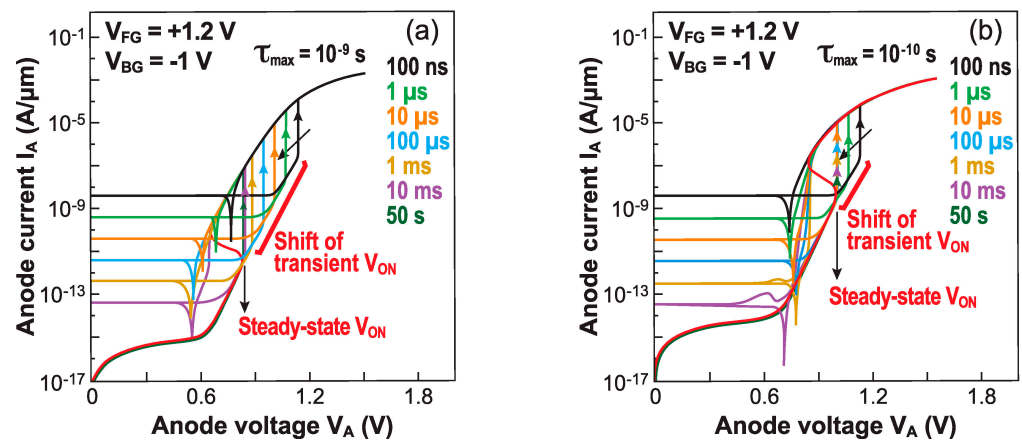 V_FG = +1.2 V
V_BG = -1 V
(a)
τ_max = 10^-9 s
100 ns
1 µs
10 µs
100 µs
1 ms
10 ms
50 s
Shift of
transient V_ON
Steady-state V_ON
10^-1
10^-5
10^-9
10^-13
10^-17
0
0.6
1.2
1.8
Anode current I_A (A/µm)
Anode voltage V_A (V)
V_FG = +1.2 V
V_BG = -1 V
(b)
τ_max = 10^-10 s
100 ns
1 µs
10 µs
100 µs
1 ms
10 ms
50 s
Shift of
transient V_ON
Steady-state V_ON
10^-1
10^-5
10^-9
10^-13
10^-17
0
0.6
1.2
1.8
Anode current I_A (A/µm)
Anode voltage V_A (V)